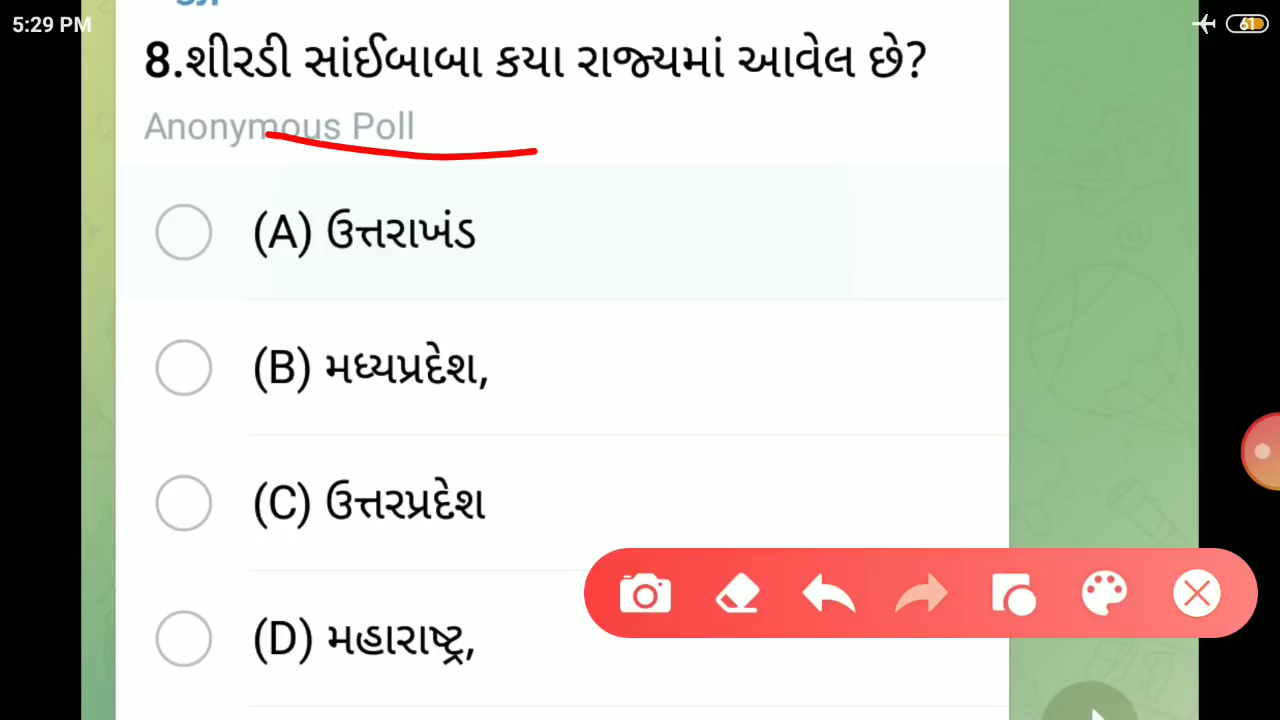 5:29 PM
61
8.શીરડી સાંઈબાબા કયા રાજ્યમાં આવેલ છે?
Anonymous Poll
(A) ઉત્તરાખંડ
(B) મધ્યપ્રદેશ,
(C) ઉત્તરપ્રદેશ
(D) મહારાષ્ટ્ર,